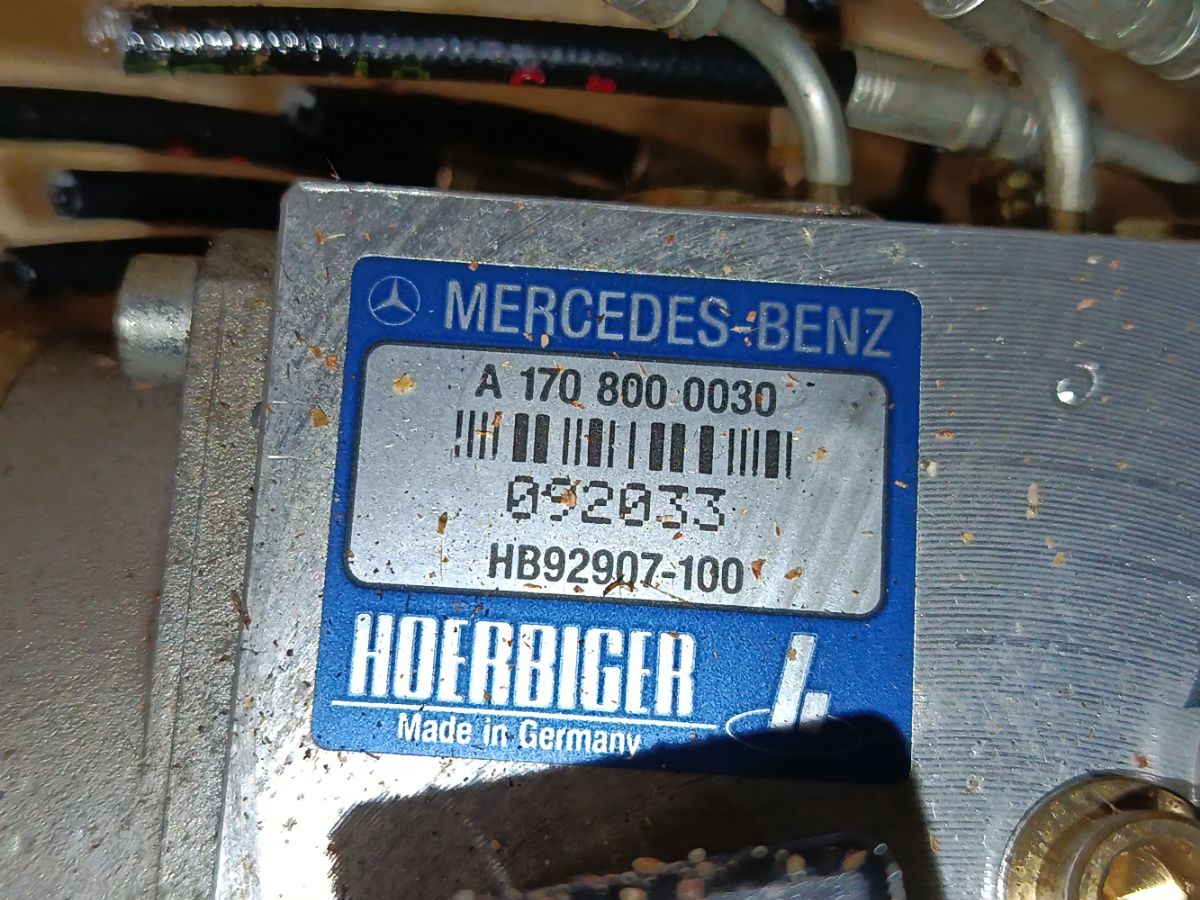 MERCEDES-BENZ
A 170 800 0030
092033
HB92907-100
HOERBIGER
Made in Germany